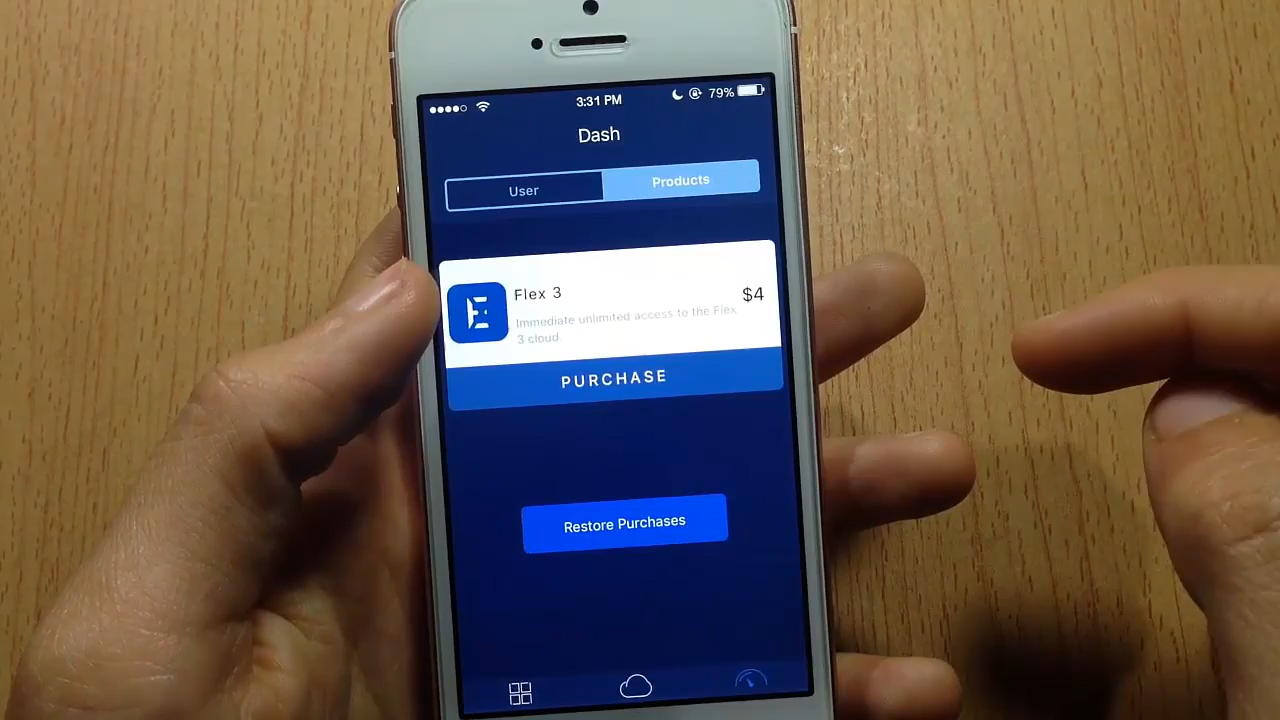 3:31 PM
79%
Dash
User
Products
Flex 3
$4
Immediate unlimited access to the Flex
3 cloud.
PURCHASE
Restore Purchases